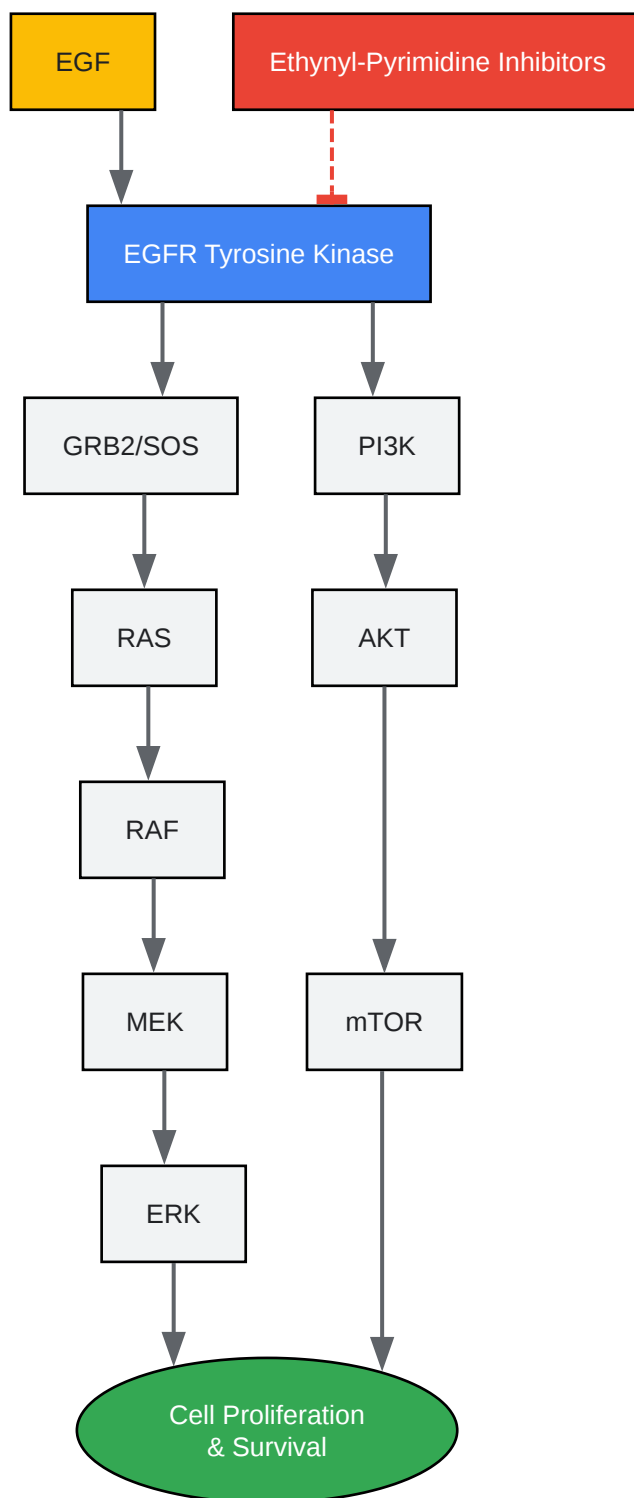 EGF
Ethynyl-Pyrimidine Inhibitors
EGFR Tyrosine Kinase
GRB2/SOS
PI3K
RAS
AKT
RAF
MEK
mTOR
ERK
Cell Proliferation
& Survival